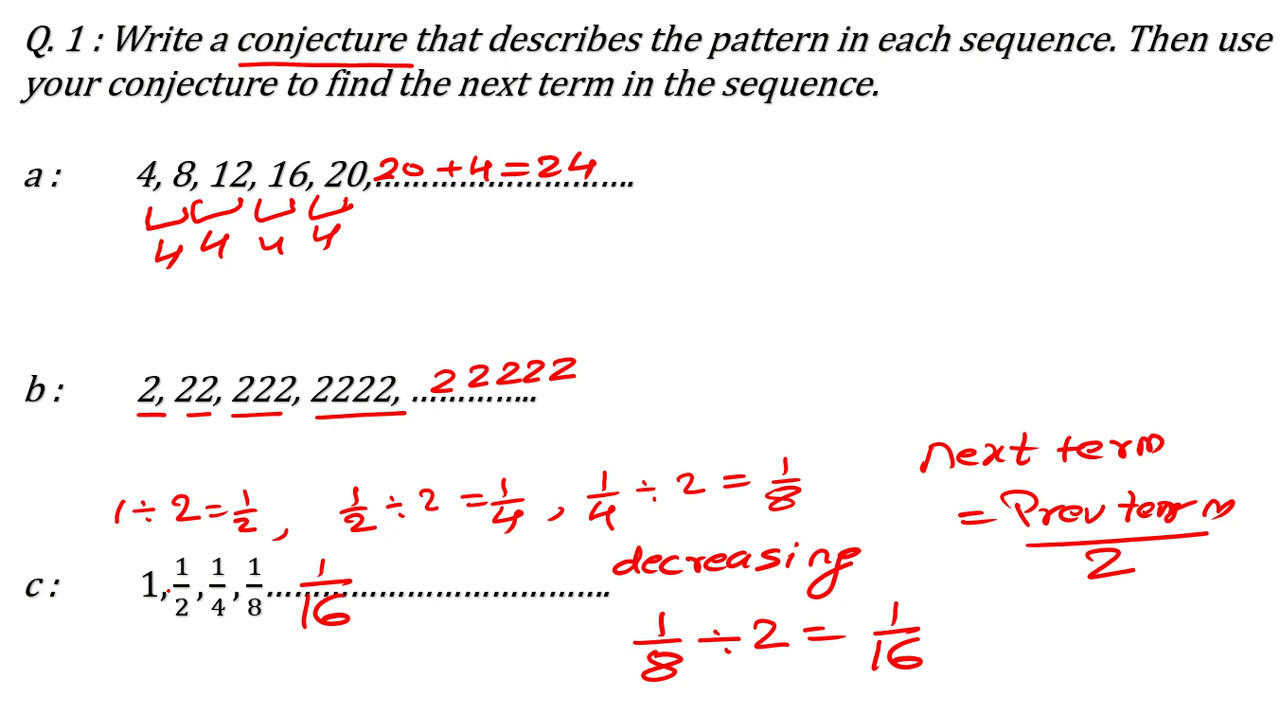 Q. 1 : Write a conjecture that describes the pattern in each sequence. Then use
your conjecture to find the next term in the sequence.
a : 4, 8, 12, 16, 20,............................ 20 + 4 = 24
4 4 4 4
b : 2, 22, 222, 2222, .............. 22222
next term
= Prev term / 2
1 ÷ 2 = 1/2 , 1/2 ÷ 2 = 1/4 , 1/4 ÷ 2 = 1/8
decreasing
c : 1, 1/2 , 1/4 , 1/8 ...................................... 1/16
1/8 ÷ 2 = 1/16